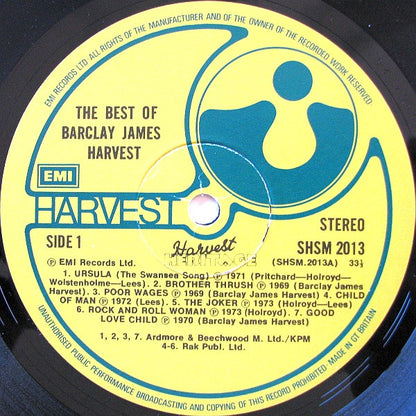 EMI RECORDS LTD ALL RIGHTS OF THE MANUFACTURER AND OF THE OWNER OF THE RECORDED WORK RESERVED
THE BEST OF
BARCLAY JAMES
HARVEST
EMI
HARVEST
STEREO
SIDE 1
Harvest
HERITAGE
SHSM 2013
Ⓟ EMI Records Ltd.
(SHSM.2013A) 33⅓
1. URSULA (The Swansea Song) Ⓟ 1971 (Pritchard—Holroyd—
Wolstenholme—Lees). 2. BROTHER THRUSH Ⓟ 1969 (Barclay James
Harvest). 3. POOR WAGES Ⓟ 1969 (Barclay James Harvest). 4. CHILD
OF MAN Ⓟ 1972 (Lees). 5. THE JOKER Ⓟ 1973 (Holroyd—Lees).
6. ROCK AND ROLL WOMAN Ⓟ 1973 (Holroyd). 7. GOOD
LOVE CHILD Ⓟ 1970 (Barclay James Harvest)
1, 2, 3, 7. Ardmore & Beechwood M. Ltd./KPM
4-6. Rak Publ. Ltd.
UNAUTHORISED PUBLIC PERFORMANCE BROADCASTING AND COPYING OF THIS RECORD PROHIBITED · MADE IN GT BRITAIN